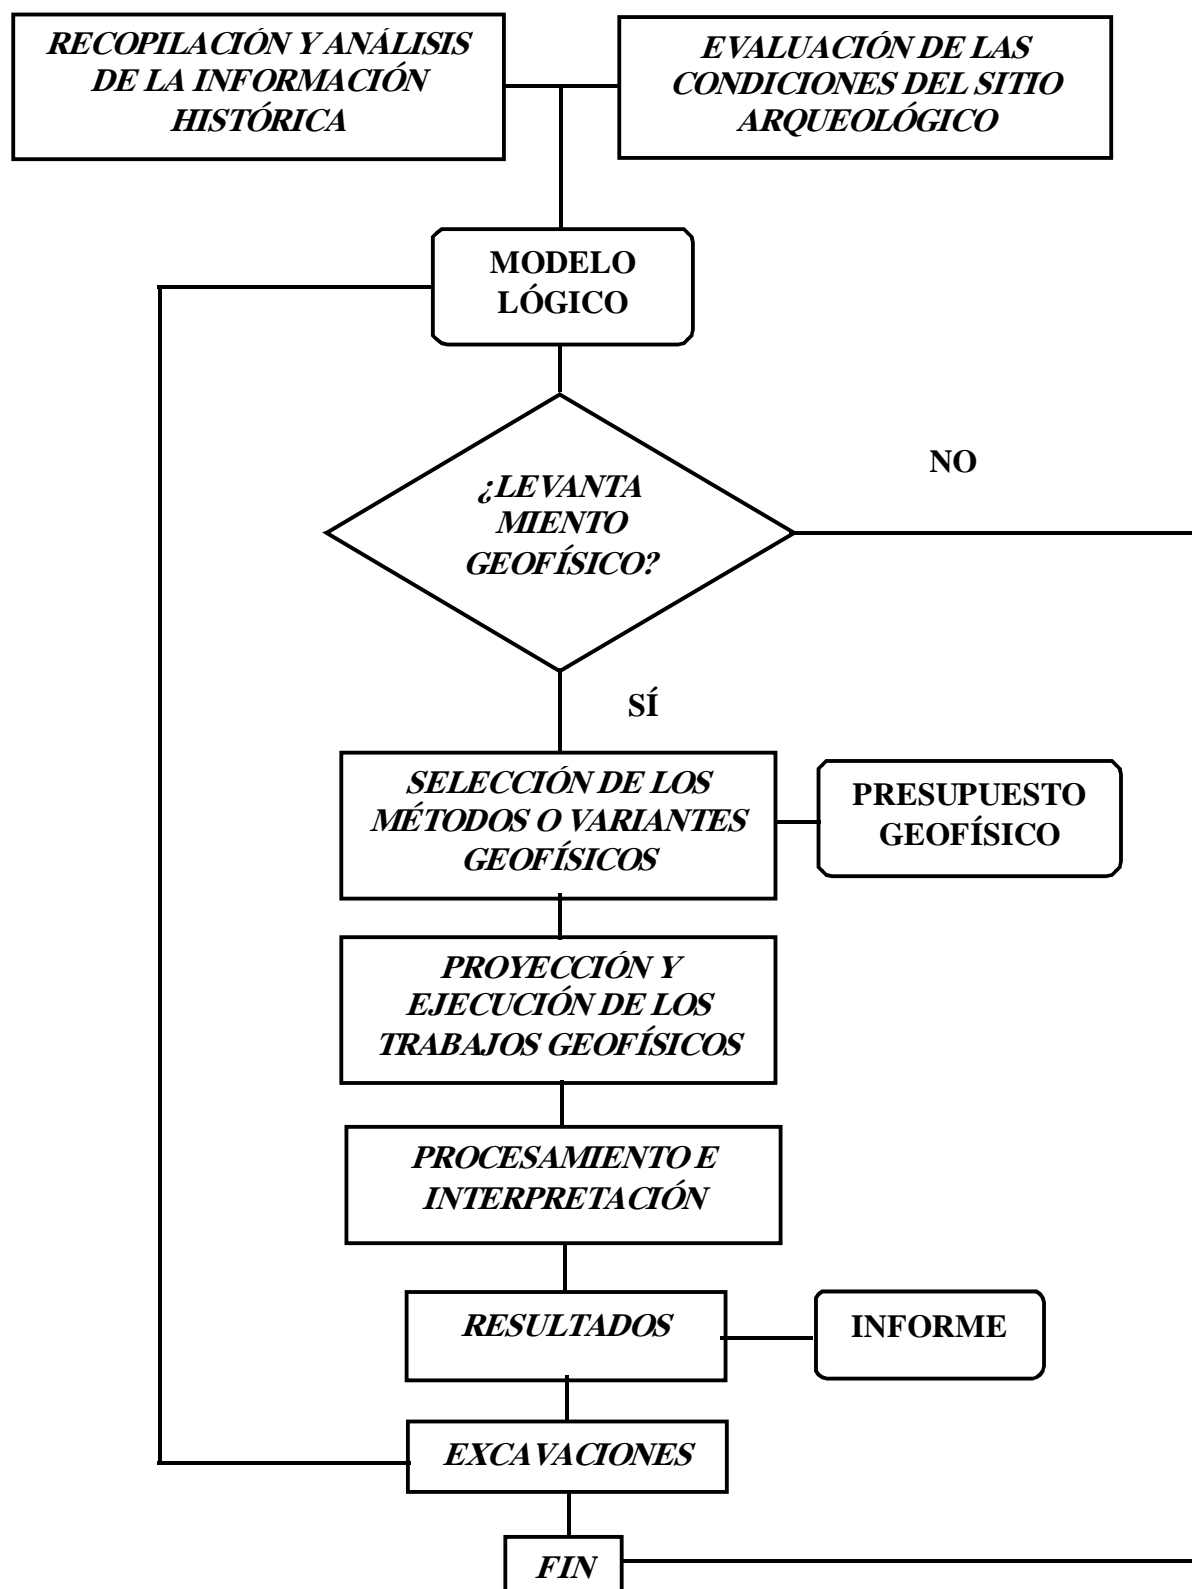 RECOPILACIÓN Y ANÁLISIS
DE LA INFORMACIÓN
HISTÓRICA
EVALUACIÓN DE LAS
CONDICIONES DEL SITIO
ARQUEOLÓGICO
MODELO
LÓGICO
NO
¿LEVANTA
MIENTO
GEOFÍSICO?
SÍ
SELECCIÓN DE LOS
MÉTODOS O VARIANTES
GEOFÍSICOS
PRESUPUESTO
GEOFÍSICO
PROYECCIÓN Y
EJECUCIÓN DE LOS
TRABAJOS GEOFÍSICOS
PROCESAMIENTO E
INTERPRETACIÓN
RESULTADOS
INFORME
EXCAVACIONES
FIN